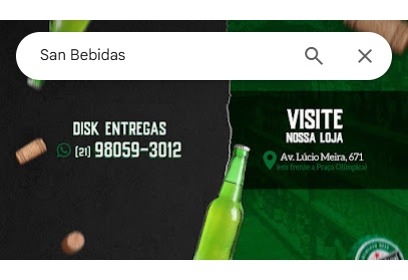 San Bebidas
DISK ENTREGAS
(21) 98059-3012
VISITE
NOSSA LOJA
Av. Lúcio Meira, 671
(em frente a Praça Olímpica)